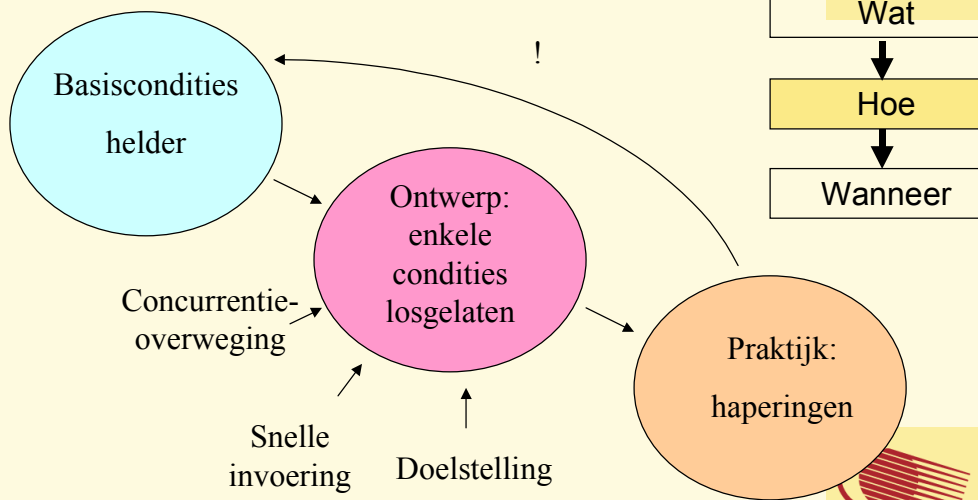 Wat
!
Basiscondities
helder
Hoe
Ontwerp:
enkele
condities
losgelaten
Wanneer
Concurrentie-
overweging
Praktijk:
haperingen
Snelle
invoering
Doelstelling